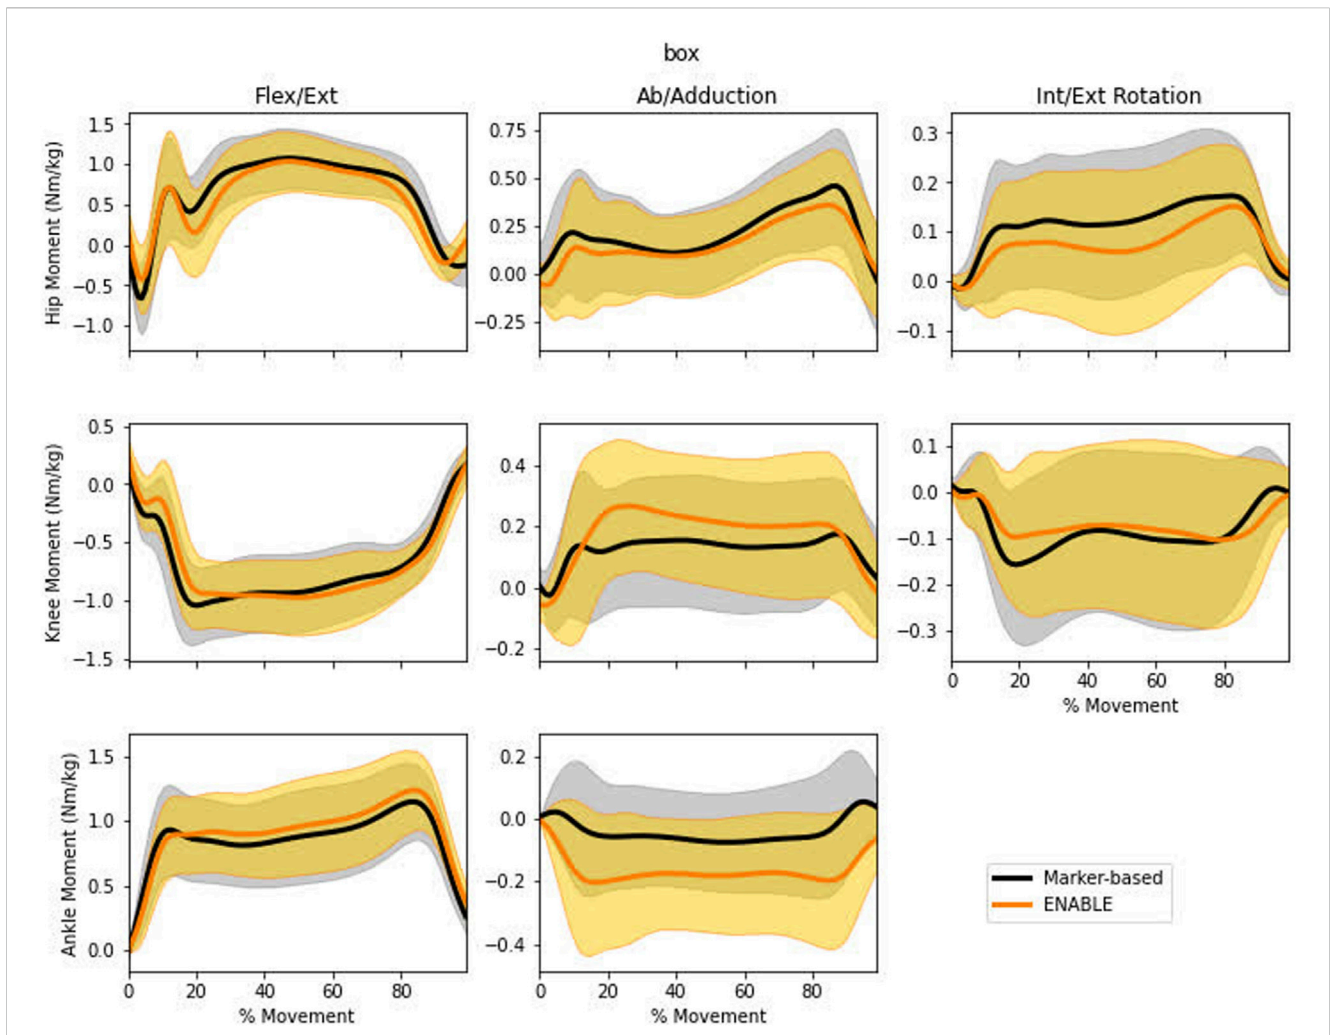 box
Flex/Ext
Ab/Adduction
Int/Ext Rotation
Hip Moment (Nm/kg)
1.5
1.0
0.5
0.0
−0.5
−1.0
0.75
0.50
0.25
0.00
−0.25
0.3
0.2
0.1
0.0
−0.1
Knee Moment (Nm/kg)
0.5
0.0
−0.5
−1.0
−1.5
0.4
0.2
0.0
−0.2
0.1
0.0
−0.1
−0.2
−0.3
0 20 40 60 80
% Movement
Ankle Moment (Nm/kg)
1.5
1.0
0.5
0.0
0 20 40 60 80
% Movement
0.2
0.0
−0.2
−0.4
0 20 40 60 80
% Movement
Marker-based
ENABLE